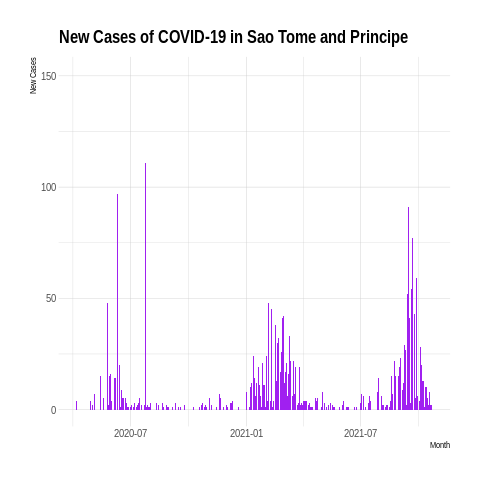 New Cases of COVID-19 in Sao Tome and Principe
New Cases
150
100
50
0
2020-07
2021-01
2021-07
Month